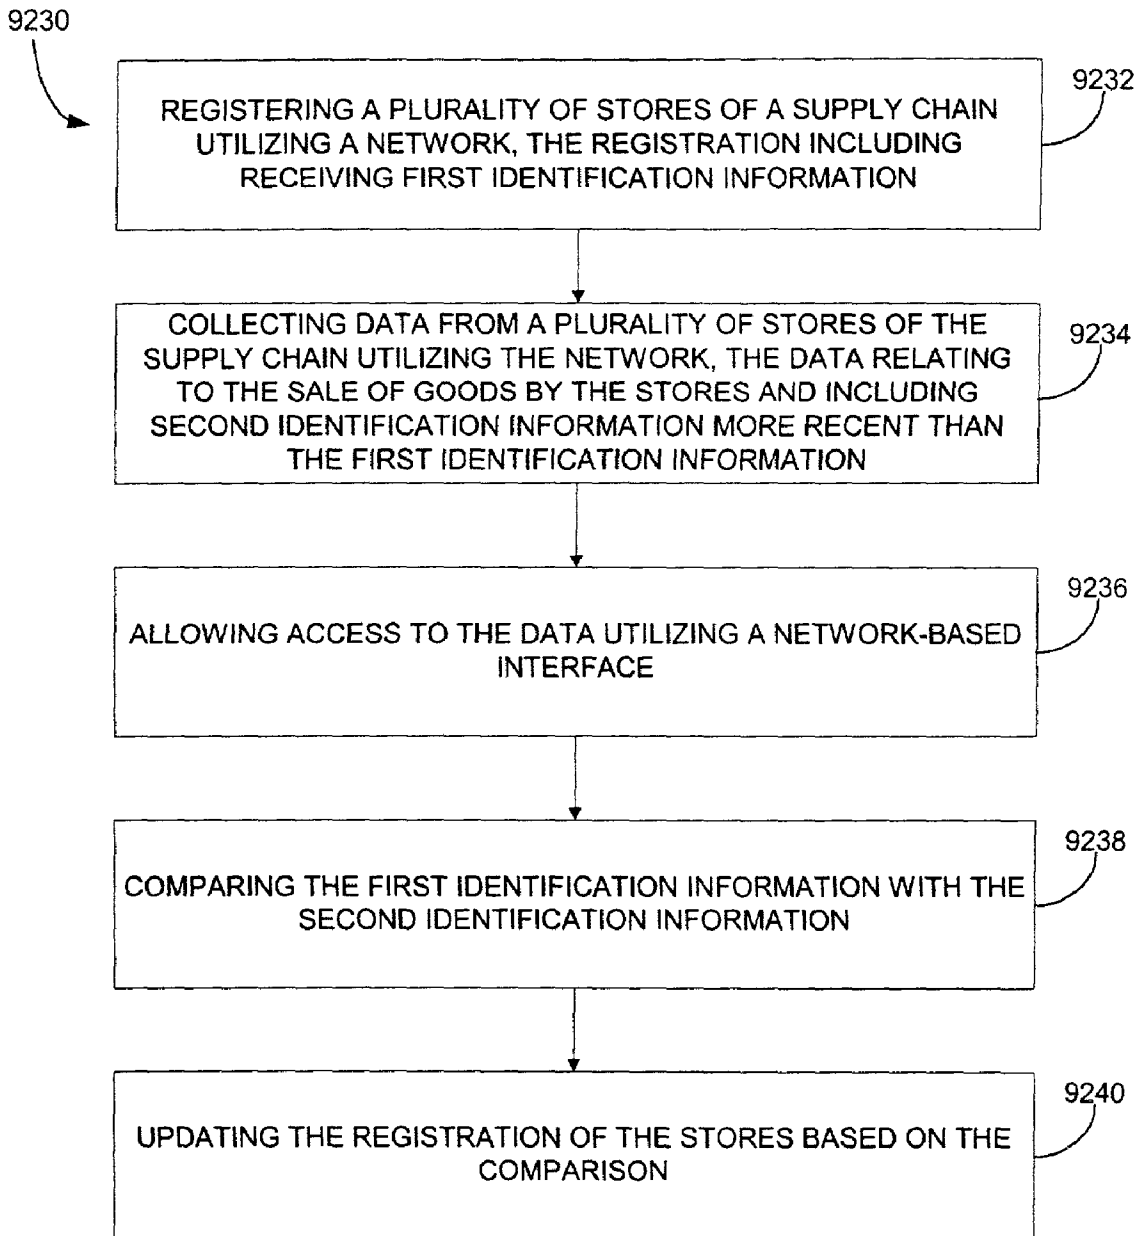 9230
REGISTERING A PLURALITY OF STORES OF A SUPPLY CHAIN
UTILIZING A NETWORK, THE REGISTRATION INCLUDING
RECEIVING FIRST IDENTIFICATION INFORMATION
9232
COLLECTING DATA FROM A PLURALITY OF STORES OF THE
SUPPLY CHAIN UTILIZING THE NETWORK, THE DATA RELATING
TO THE SALE OF GOODS BY THE STORES AND INCLUDING
SECOND IDENTIFICATION INFORMATION MORE RECENT THAN
THE FIRST IDENTIFICATION INFORMATION
9234
ALLOWING ACCESS TO THE DATA UTILIZING A NETWORK-BASED
INTERFACE
9236
COMPARING THE FIRST IDENTIFICATION INFORMATION WITH THE
SECOND IDENTIFICATION INFORMATION
9238
UPDATING THE REGISTRATION OF THE STORES BASED ON THE
COMPARISON
9240